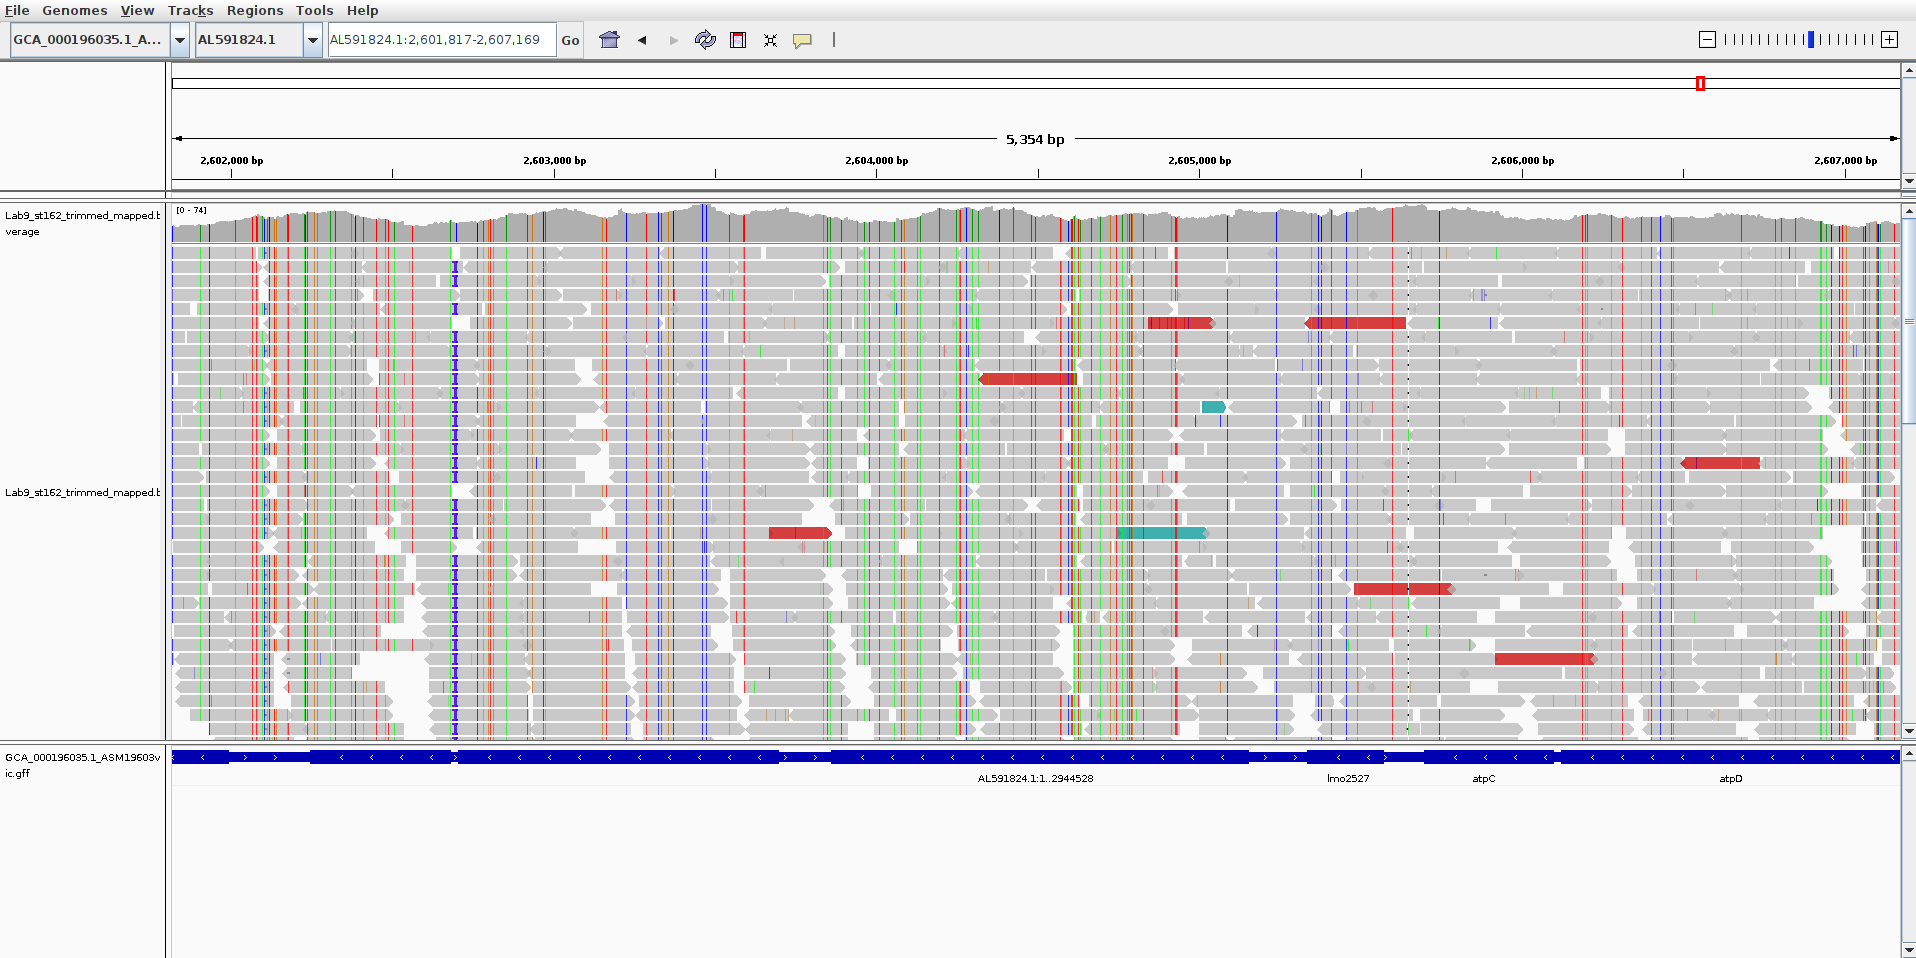 File Genomes View Tracks Regions Tools Help
GCA_000196035.1_A... AL591824.1 AL591824.1:2,601,817-2,607,169 Go
5,354 bp
2,602,000 bp 2,603,000 bp 2,604,000 bp 2,605,000 bp 2,606,000 bp 2,607,000 bp
Lab9_st162_trimmed_mapped.b
verage
[0 - 74]
Lab9_st162_trimmed_mapped.b
GCA_000196035.1_ASM19603v
ic.gff
AL591824.1:1..2944528 lmo2527 atpC atpD